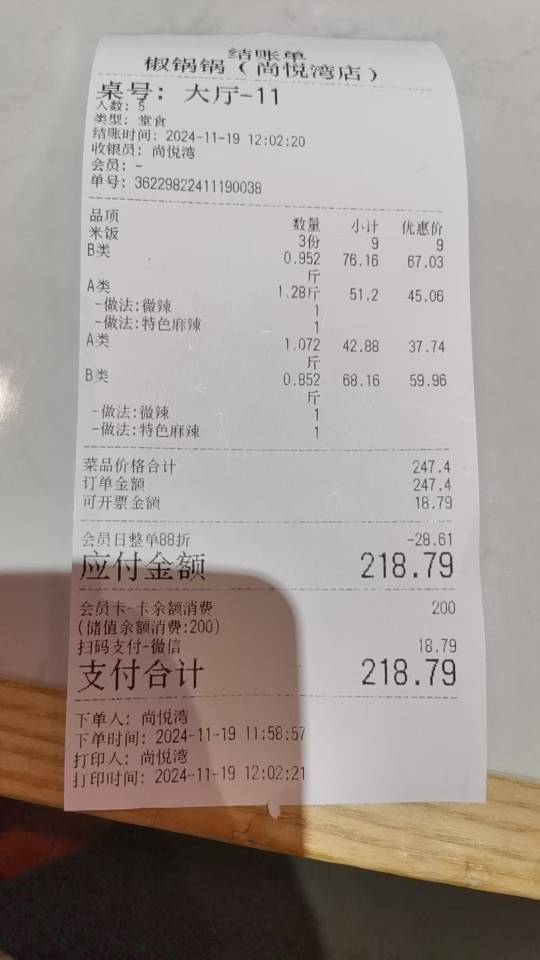 结账单
椒锅锅（尚悦湾店）
桌号: 大厅-11
人数: 5
类型: 堂食
结账时间: 2024-11-19 12:02:20
收银员: 尚悦湾
会员: -
单号: 36229822411190038
品项 数量 小计 优惠价
米饭 3份 9 9
B类 0.952斤 76.16 67.03
A类 1.28斤 51.2 45.06
-做法:微辣 1
-做法:特色麻辣 1
A类 1.072斤 42.88 37.74
B类 0.852斤 68.16 59.96
-做法:微辣 1
-做法:特色麻辣 1
菜品价格合计 247.4
订单金额 247.4
可开票金额 18.79
会员日整单88折 -28.61
应付金额 218.79
会员卡-卡余额消费 200
(储值余额消费:200)
扫码支付-微信 18.79
支付合计 218.79
下单人: 尚悦湾
下单时间: 2024-11-19 11:58:57
打印人: 尚悦湾
打印时间: 2024-11-19 12:02:21